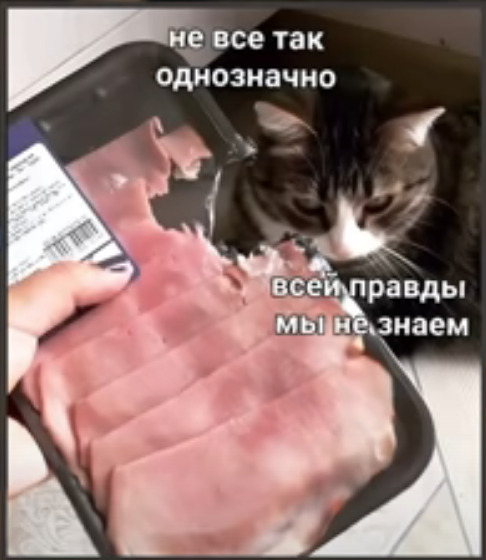 не все так
однозначно
всей правды
мы не знаем